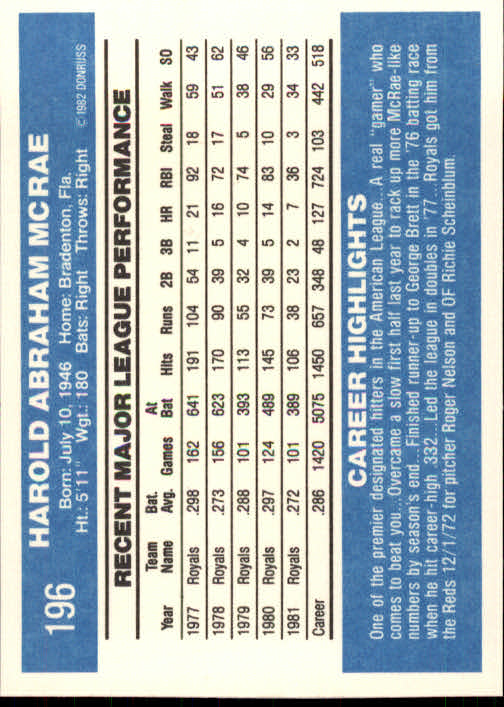 196
HAROLD ABRAHAM MCRAE
Born: July 10, 1946 Home: Bradenton, Fla.
Ht.: 5'11" Wgt.: 180 Bats: Right Throws: Right © 1982 DONRUSS
RECENT MAJOR LEAGUE PERFORMANCE
Year Team Name Bat. Avg. Games At Bat Hits Runs 2B 3B HR RBI Steal Walk SO
1977 Royals .298 162 641 191 104 54 11 21 92 18 59 43
1978 Royals .273 156 623 170 90 39 5 16 72 17 51 62
1979 Royals .288 101 393 113 55 32 4 10 74 5 38 46
1980 Royals .297 124 489 145 73 39 5 14 83 10 29 56
1981 Royals .272 101 389 106 38 23 2 7 36 3 34 33
Career .286 1420 5075 1450 657 348 48 127 724 103 442 518
CAREER HIGHLIGHTS
One of the premier designated hitters in the American League...A real "gamer" who
comes to beat you...Overcame a slow first half last year to rack up more McRae-like
numbers by season's end...Finished runner-up to George Brett in the '76 batting race
when he hit career-high .332...Led the league in doubles in '77...Royals got him from
the Reds 12/1/72 for pitcher Roger Nelson and OF Richie Scheinblum.